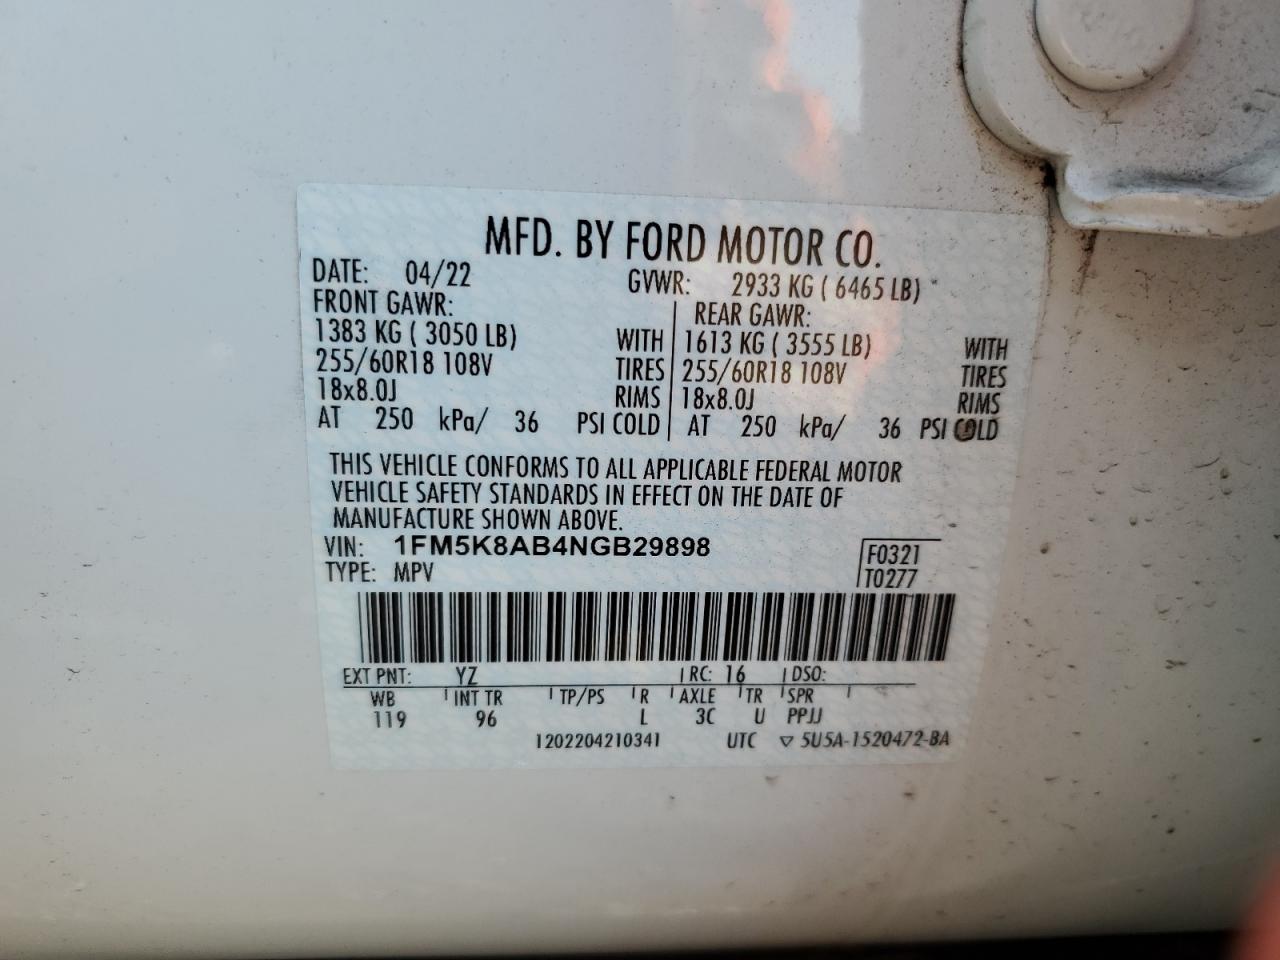 MFD. BY FORD MOTOR CO.
DATE: 04/22 GVWR: 2933 KG ( 6465 LB)
FRONT GAWR: REAR GAWR:
1383 KG ( 3050 LB) WITH 1613 KG ( 3555 LB) WITH
255/60R18 108V TIRES 255/60R18 108V TIRES
18x8.0J RIMS 18x8.0J RIMS
AT 250 kPa/ 36 PSI COLD AT 250 kPa/ 36 PSI COLD
THIS VEHICLE CONFORMS TO ALL APPLICABLE FEDERAL MOTOR
VEHICLE SAFETY STANDARDS IN EFFECT ON THE DATE OF
MANUFACTURE SHOWN ABOVE.
VIN: 1FM5K8AB4NGB29898 F0321
TYPE: MPV T0277
EXT PNT: YZ RC: 16 DSO:
WB INT TR TP/PS R AXLE TR SPR
119 96 L 3C U PPJJ
1202204210341 UTC ▽ 5U5A-1520472-BA